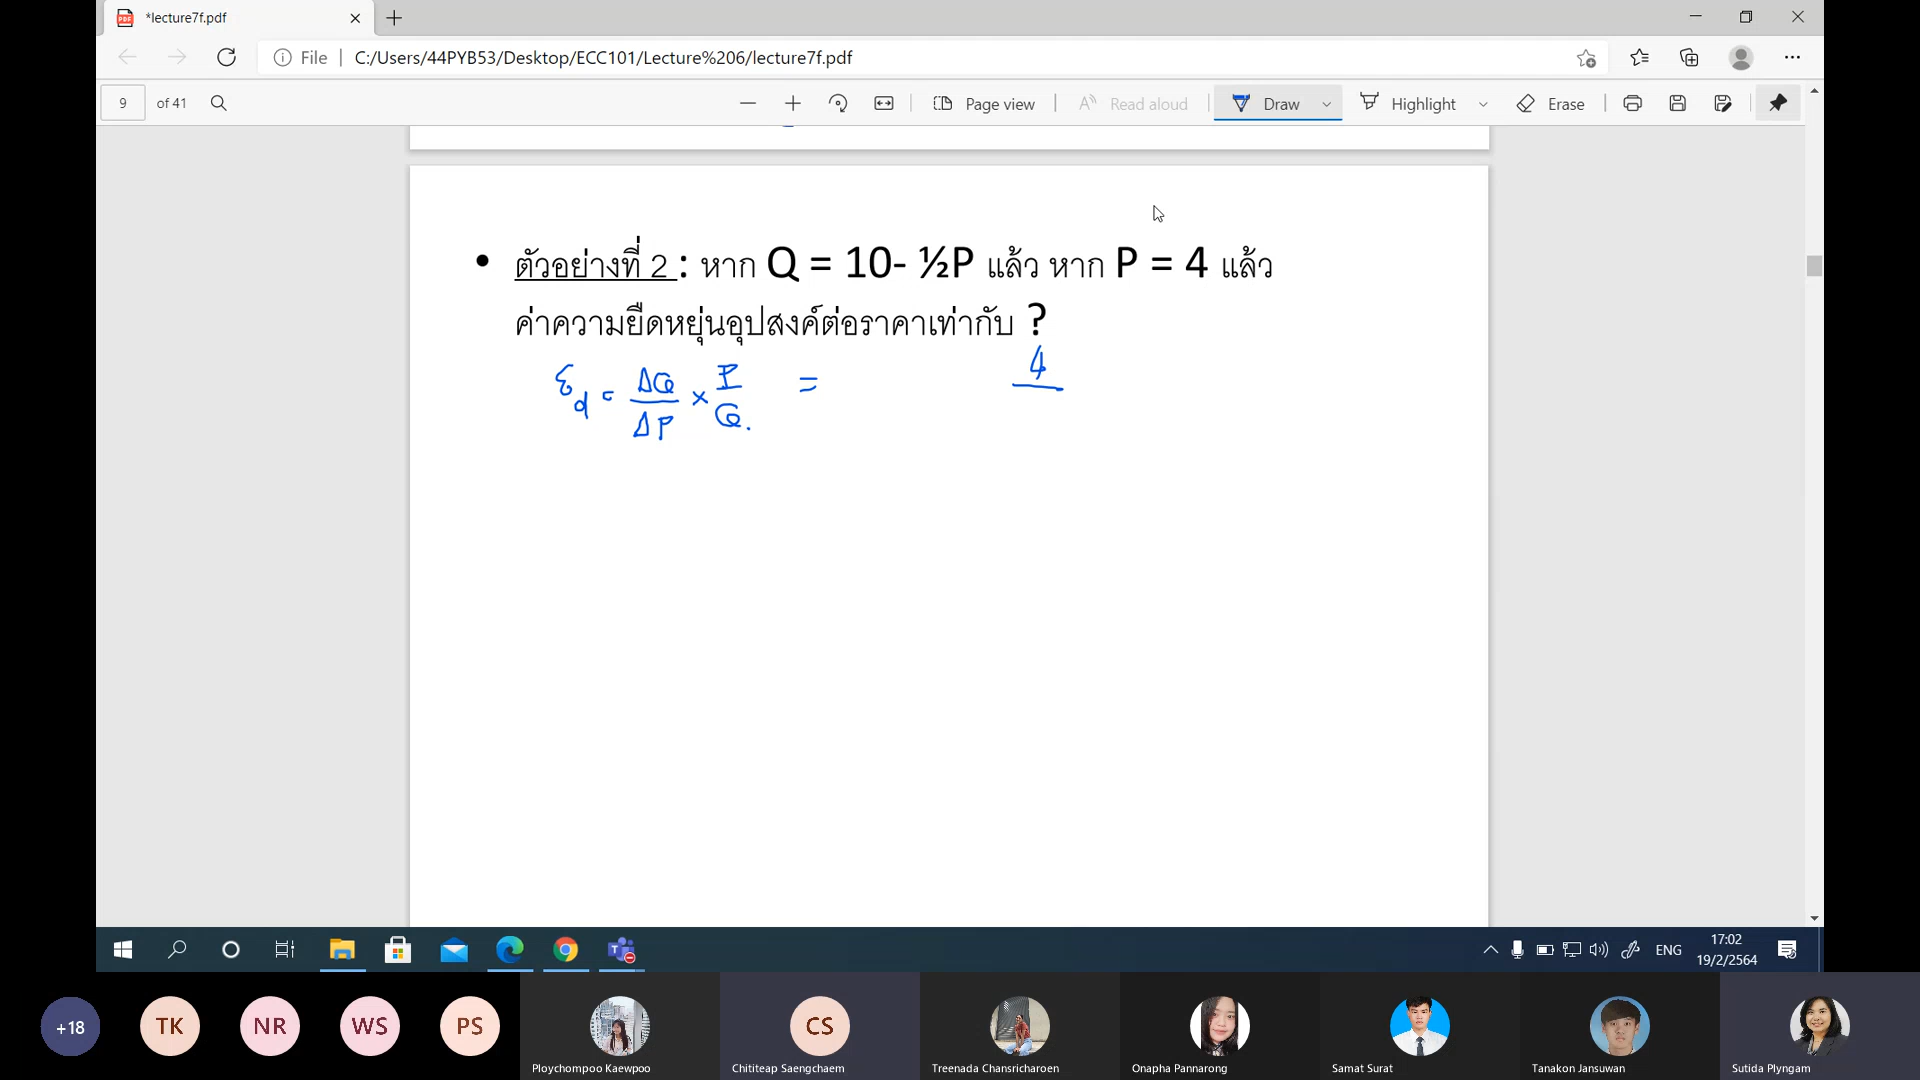 *lecture7f.pdf
File | C:/Users/44PYB53/Desktop/ECC101/Lecture%206/lecture7f.pdf
9 of 41 Page view Read aloud Draw Highlight Erase
• ตัวอย่างที่ 2 : หาก Q = 10- ½P แล้ว หาก P = 4 แล้ว
ค่าความยืดหยุ่นอุปสงค์ต่อราคาเท่ากับ ?
εd = ΔQ/ΔP × P/Q. = 4
ENG
17:02
19/2/2564
+18 TK NR WS PS CS
Ploychompoo Kaewpoo Chititeap Saengchaem Treenada Chansricharoen Onapha Pannarong Samat Surat Tanakon Jansuwan Sutida Plyngam